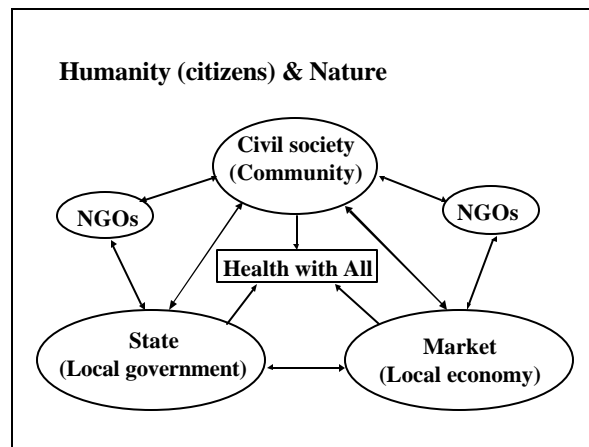 Humanity (citizens) & Nature
Civil society
(Community)
NGOs
NGOs
Health with All
State
(Local government)
Market
(Local economy)